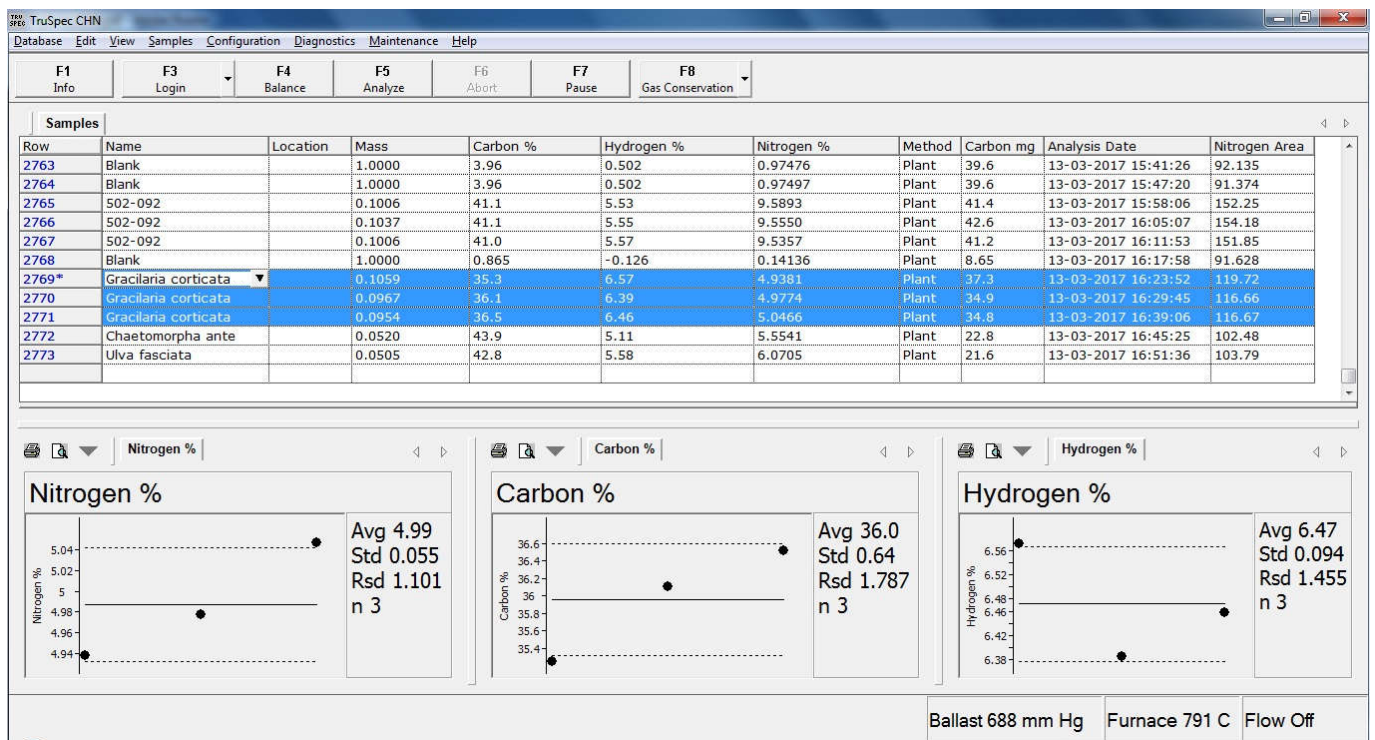 TRU SPEC TruSpec CHN
Database Edit View Samples Configuration Diagnostics Maintenance Help
F1 F3 F4 F5 F6 F7 F8
Info Login Balance Analyze Abort Pause Gas Conservation
Samples
Row Name Location Mass Carbon % Hydrogen % Nitrogen % Method Carbon mg Analysis Date Nitrogen Area
2763 Blank 1.0000 3.96 0.502 0.97476 Plant 39.6 13-03-2017 15:41:26 92.135
2764 Blank 1.0000 3.96 0.502 0.97497 Plant 39.6 13-03-2017 15:47:20 91.374
2765 502-092 0.1006 41.1 5.53 9.5893 Plant 41.4 13-03-2017 15:58:06 152.25
2766 502-092 0.1037 41.1 5.55 9.5550 Plant 42.6 13-03-2017 16:05:07 154.18
2767 502-092 0.1006 41.0 5.57 9.5357 Plant 41.2 13-03-2017 16:11:53 151.85
2768 Blank 1.0000 0.865 -0.126 0.14136 Plant 8.65 13-03-2017 16:17:58 91.628
2769* Gracilaria corticata 0.1059 35.3 6.57 4.9381 Plant 37.3 13-03-2017 16:23:52 119.72
2770 Gracilaria corticata 0.0967 36.1 6.39 4.9774 Plant 34.9 13-03-2017 16:29:45 116.66
2771 Gracilaria corticata 0.0954 36.5 6.46 5.0466 Plant 34.8 13-03-2017 16:39:06 116.67
2772 Chaetomorpha ante 0.0520 43.9 5.11 5.5541 Plant 22.8 13-03-2017 16:45:25 102.48
2773 Ulva fasciata 0.0505 42.8 5.58 6.0705 Plant 21.6 13-03-2017 16:51:36 103.79
Nitrogen %
Nitrogen %
Nitrogen %
5.04
5.02
5
4.98
4.96
4.94
Avg 4.99
Std 0.055
Rsd 1.101
n 3
Carbon %
Carbon %
Carbon %
36.6
36.4
36.2
36
35.8
35.6
35.4
Avg 36.0
Std 0.64
Rsd 1.787
n 3
Hydrogen %
Hydrogen %
Hydrogen %
6.56
6.52
6.48
6.46
6.42
6.38
Avg 6.47
Std 0.094
Rsd 1.455
n 3
Ballast 688 mm Hg Furnace 791 C Flow Off